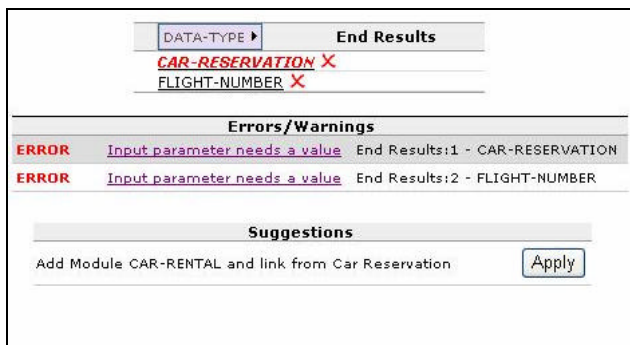 DATA-TYPE End Results
CAR-RESERVATION X
FLIGHT-NUMBER X
Errors/Warnings
ERROR Input parameter needs a value End Results:1 - CAR-RESERVATION
ERROR Input parameter needs a value End Results:2 - FLIGHT-NUMBER
Suggestions
Add Module CAR-RENTAL and link from Car Reservation Apply